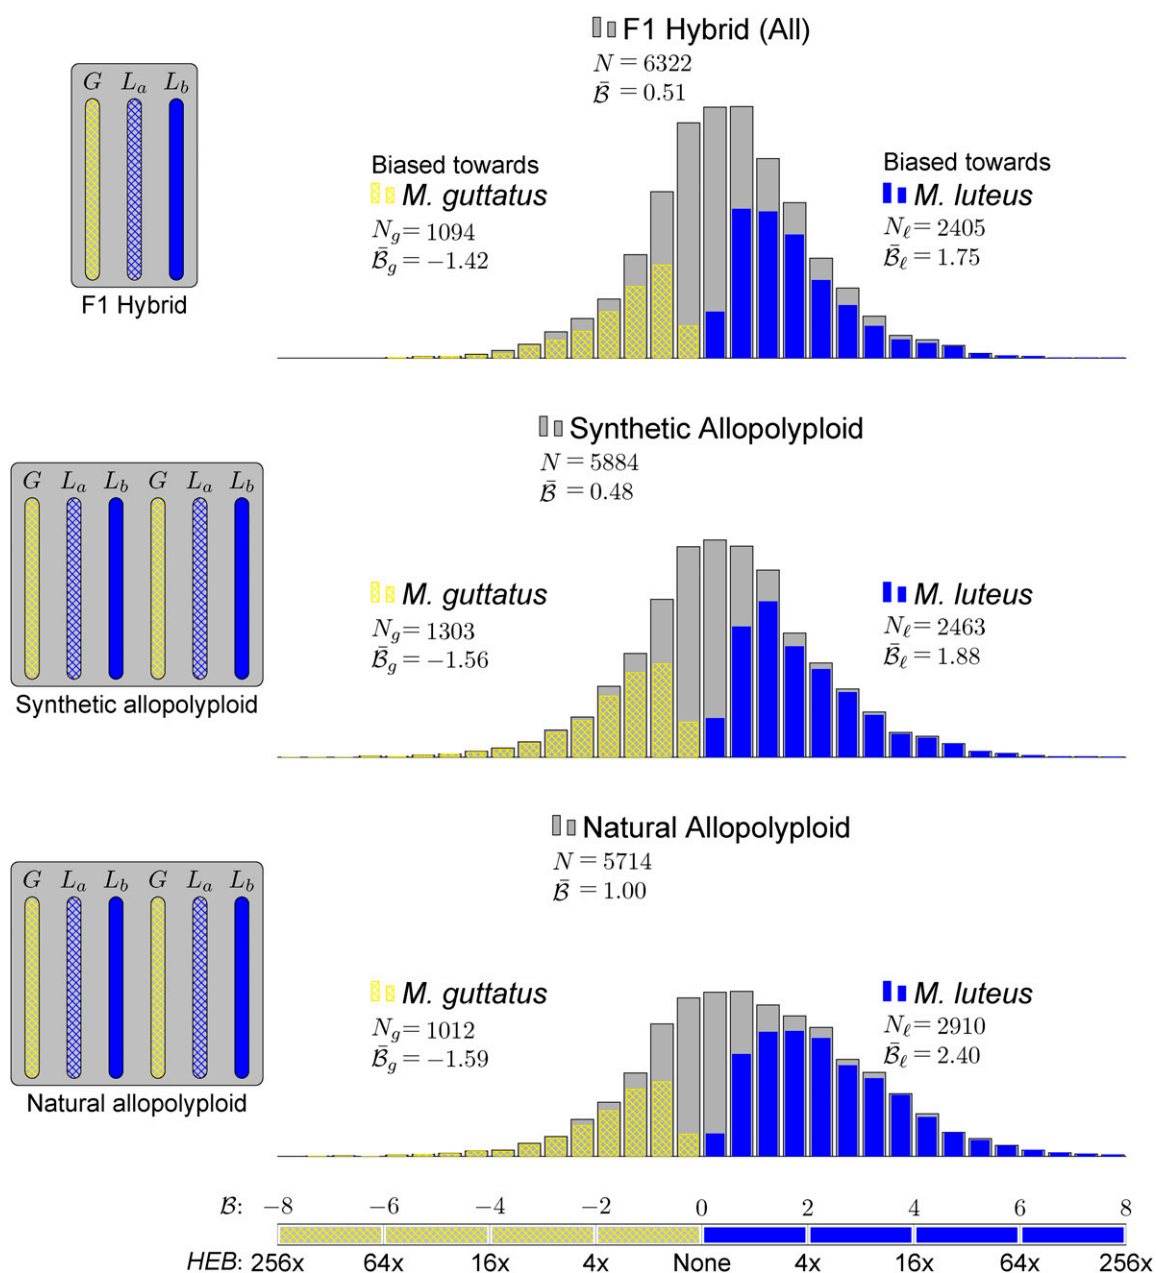 F1 Hybrid (All)
N = 6322
B̄ = 0.51
G L_a L_b
F1 Hybrid
Biased towards
M. guttatus
N_g = 1094
B̄_g = −1.42
Biased towards
M. luteus
N_ℓ = 2405
B̄_ℓ = 1.75
Synthetic Allopolyploid
N = 5884
B̄ = 0.48
G L_a L_b G L_a L_b
Synthetic allopolyploid
M. guttatus
N_g = 1303
B̄_g = −1.56
M. luteus
N_ℓ = 2463
B̄_ℓ = 1.88
Natural Allopolyploid
N = 5714
B̄ = 1.00
G L_a L_b G L_a L_b
Natural allopolyploid
M. guttatus
N_g = 1012
B̄_g = −1.59
M. luteus
N_ℓ = 2910
B̄_ℓ = 2.40
B: −8 −6 −4 −2 0 2 4 6 8
HEB: 256x 64x 16x 4x None 4x 16x 64x 256x